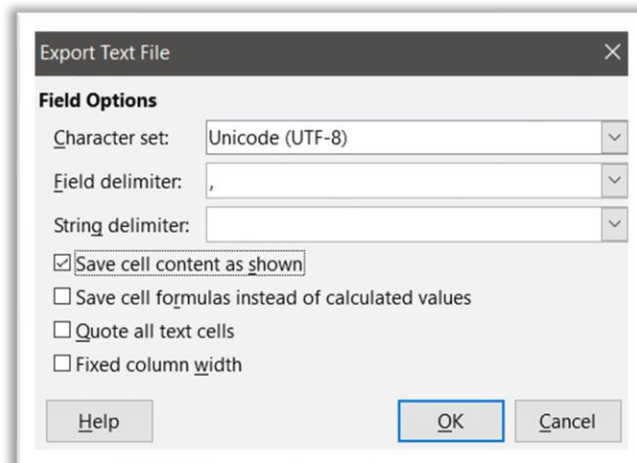 Export Text File
Field Options
Character set: Unicode (UTF-8)
Field delimiter: ,
String delimiter:
Save cell content as shown
Save cell formulas instead of calculated values
Quote all text cells
Fixed column width
Help OK Cancel